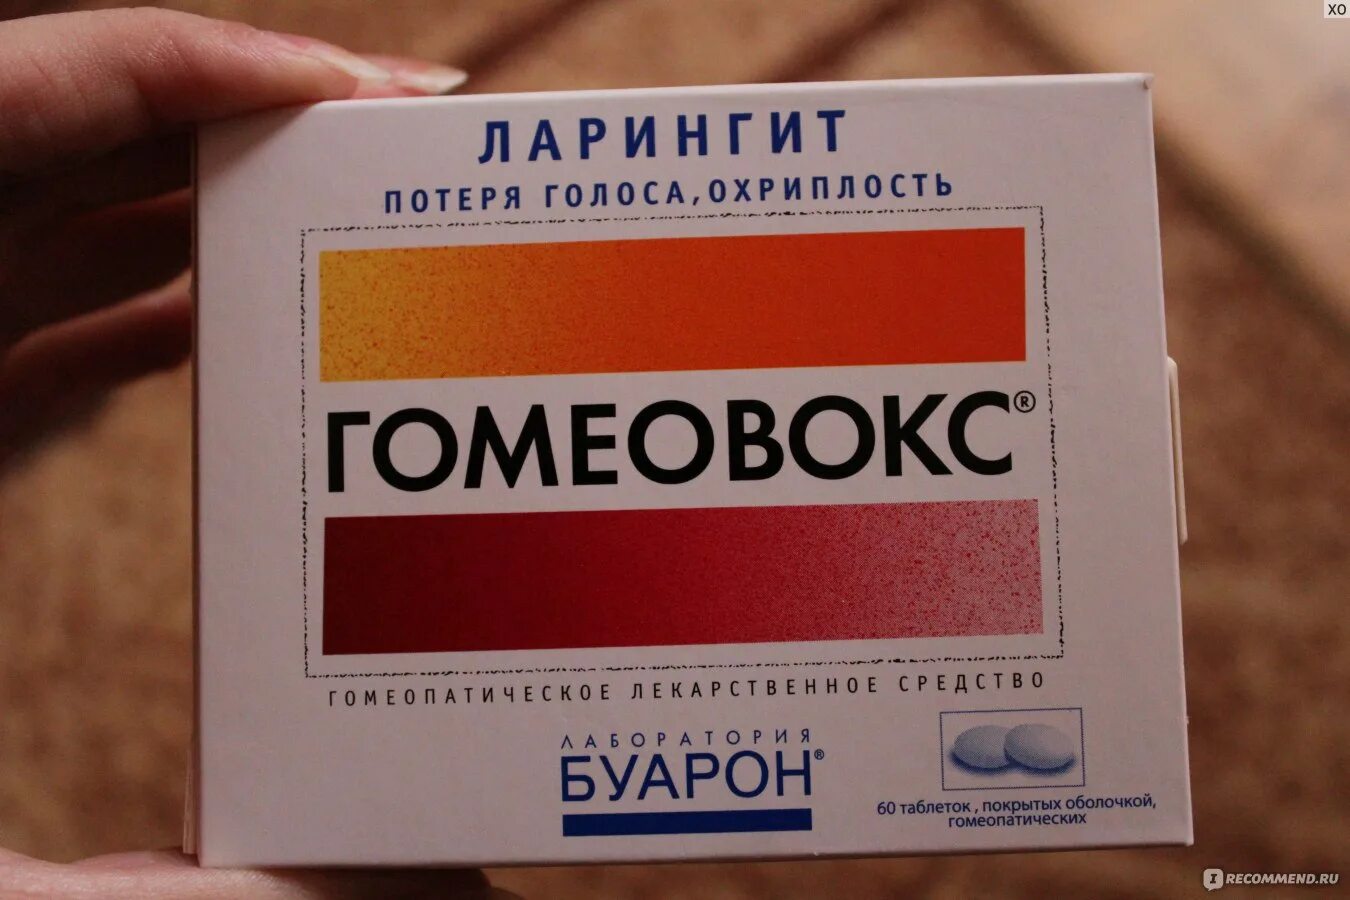 XO
ЛАРИНГИТ
ПОТЕРЯ ГОЛОСА, ОХРИПЛОСТЬ
ГОМЕОВОКС®
ГОМЕОПАТИЧЕСКОЕ ЛЕКАРСТВЕННОЕ СРЕДСТВО
ЛАБОРАТОРИЯ
БУАРОН®
60 таблеток, покрытых оболочкой,
гомеопатических
I RECOMMEND.RU